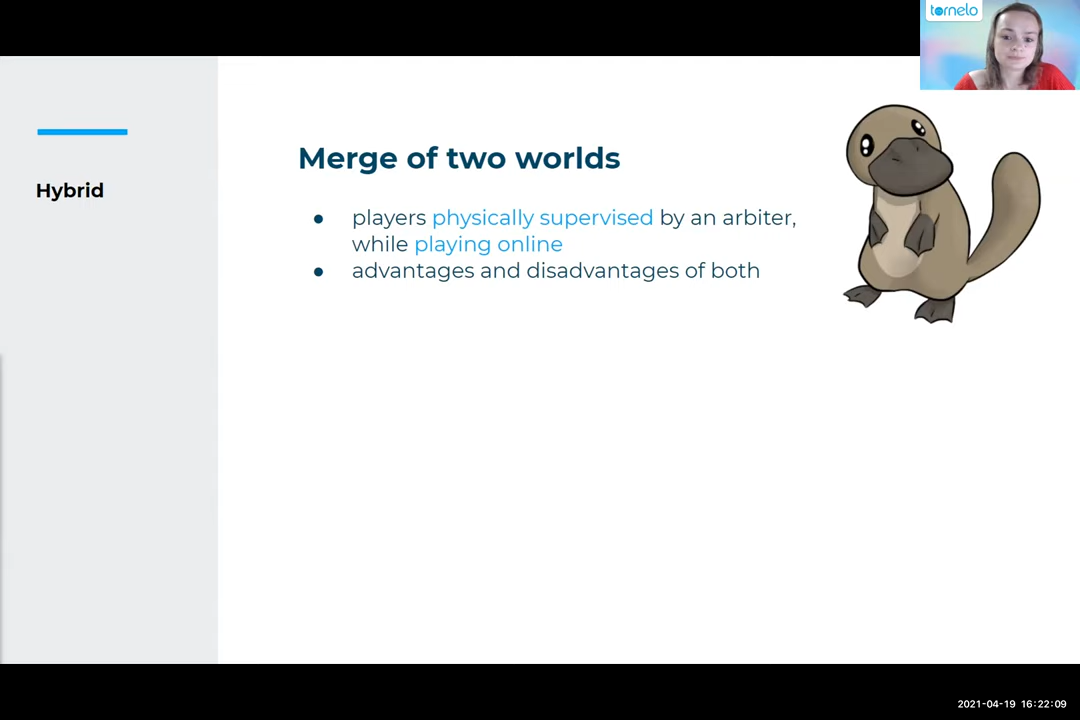 tornelo
Hybrid
Merge of two worlds
● players physically supervised by an arbiter,
while playing online
● advantages and disadvantages of both
2021-04-19 16:22:09